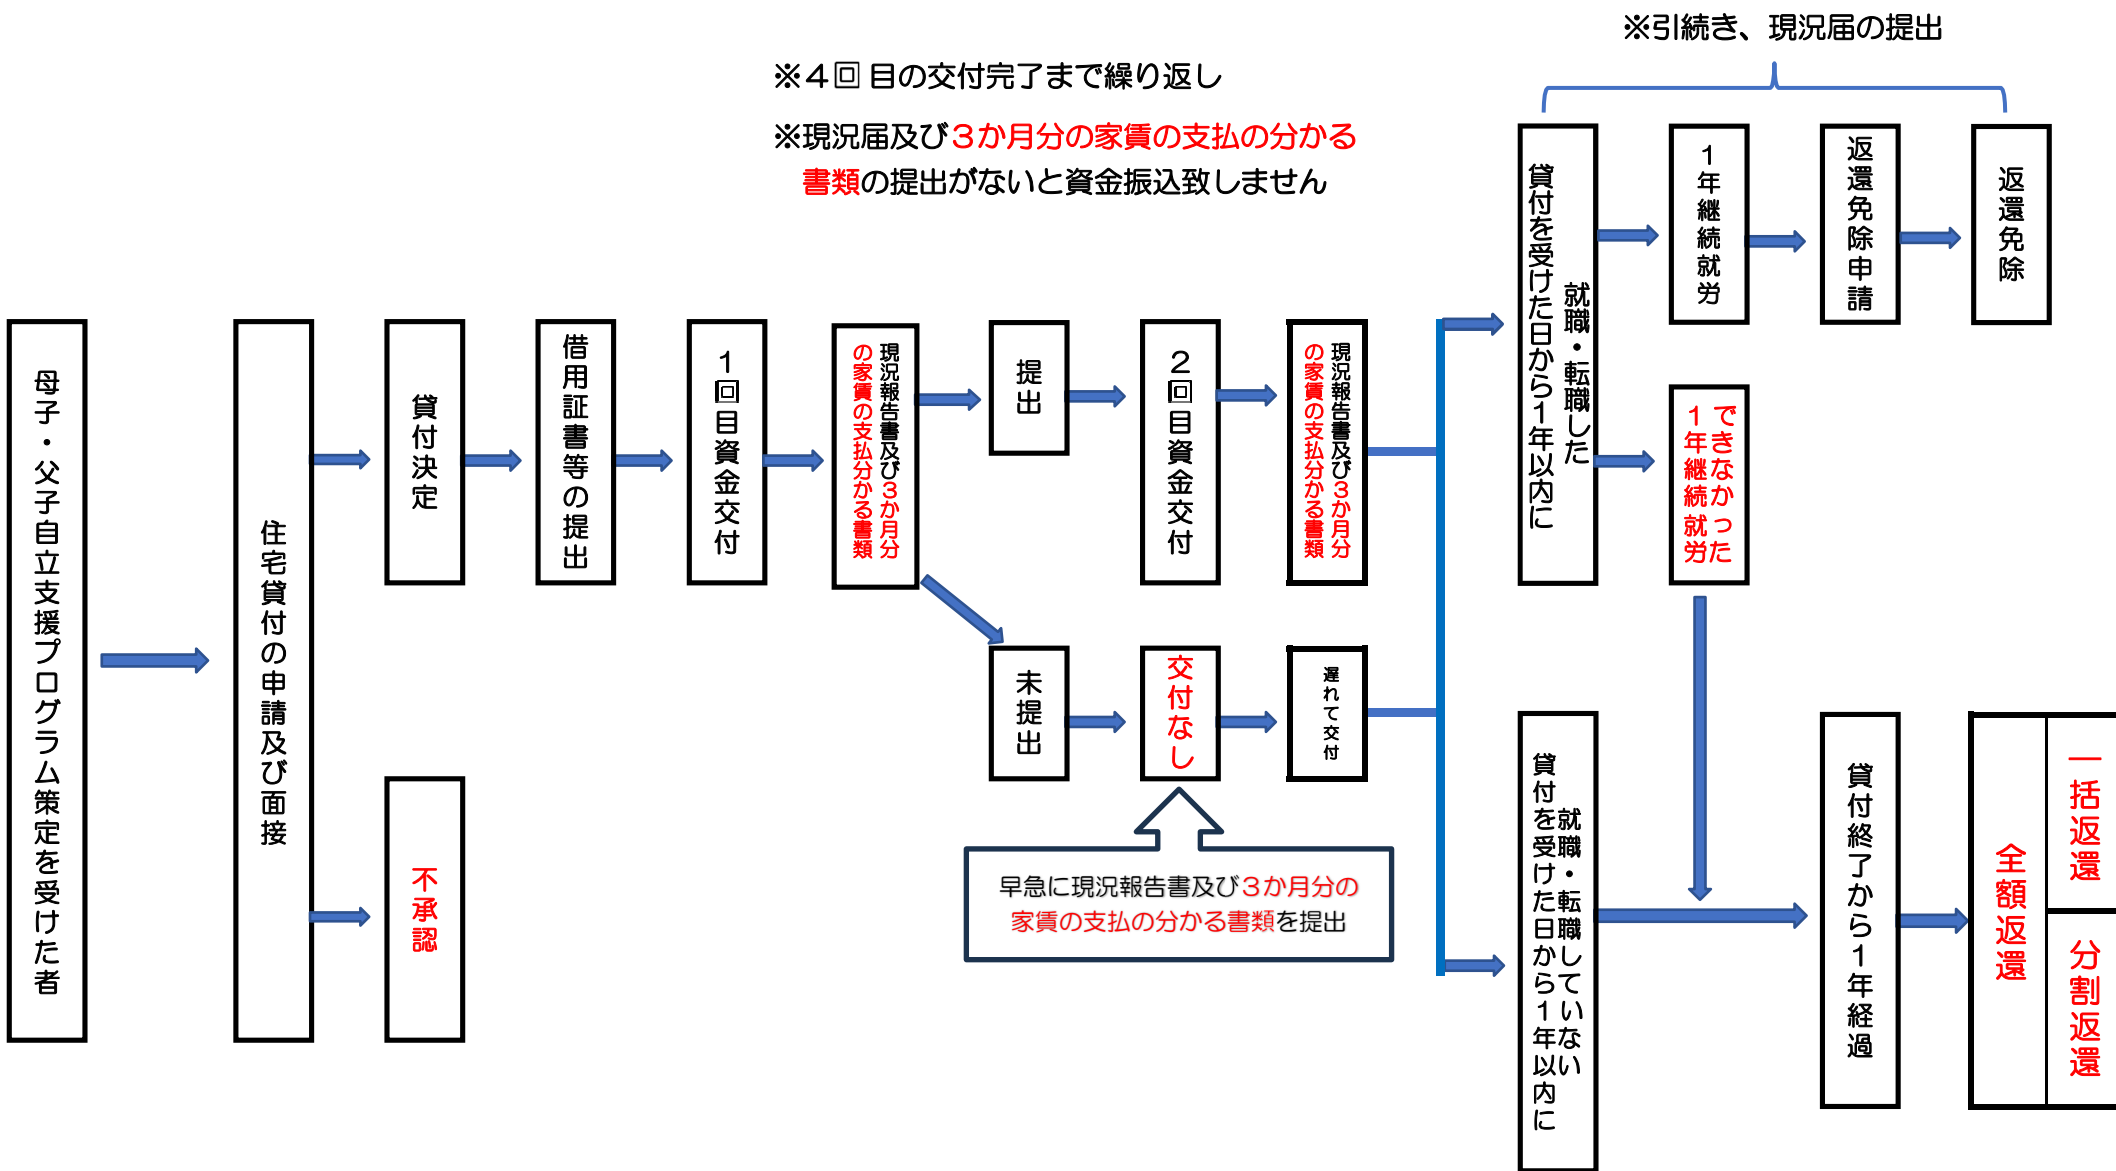 ※引続き、現況届の提出
※４回目の交付完了まで繰り返し
※現況届及び３か月分の家賃の支払の分かる
書類の提出がないと資金振込致しません
母子・父子自立支援プログラム策定を受けた者
住宅貸付の申請及び面接
貸付決定
不承認
借用証書等の提出
１回目資金交付
現況報告書及び３か月分
の家賃の支払分かる書類
提出
未提出
２回目資金交付
交付なし
現況報告書及び３か月分
の家賃の支払分かる書類
遅れて交付
早急に現況報告書及び３か月分の
家賃の支払の分かる書類を提出
貸付を受けた日から１年以内に
就職・転職した
１年継続就労
返還免除申請
返還免除
１年継続就労
できなかった
貸付を受けた日から１年以内に
就職・転職していない
貸付終了から１年経過
全額返還
一括返還
分割返還